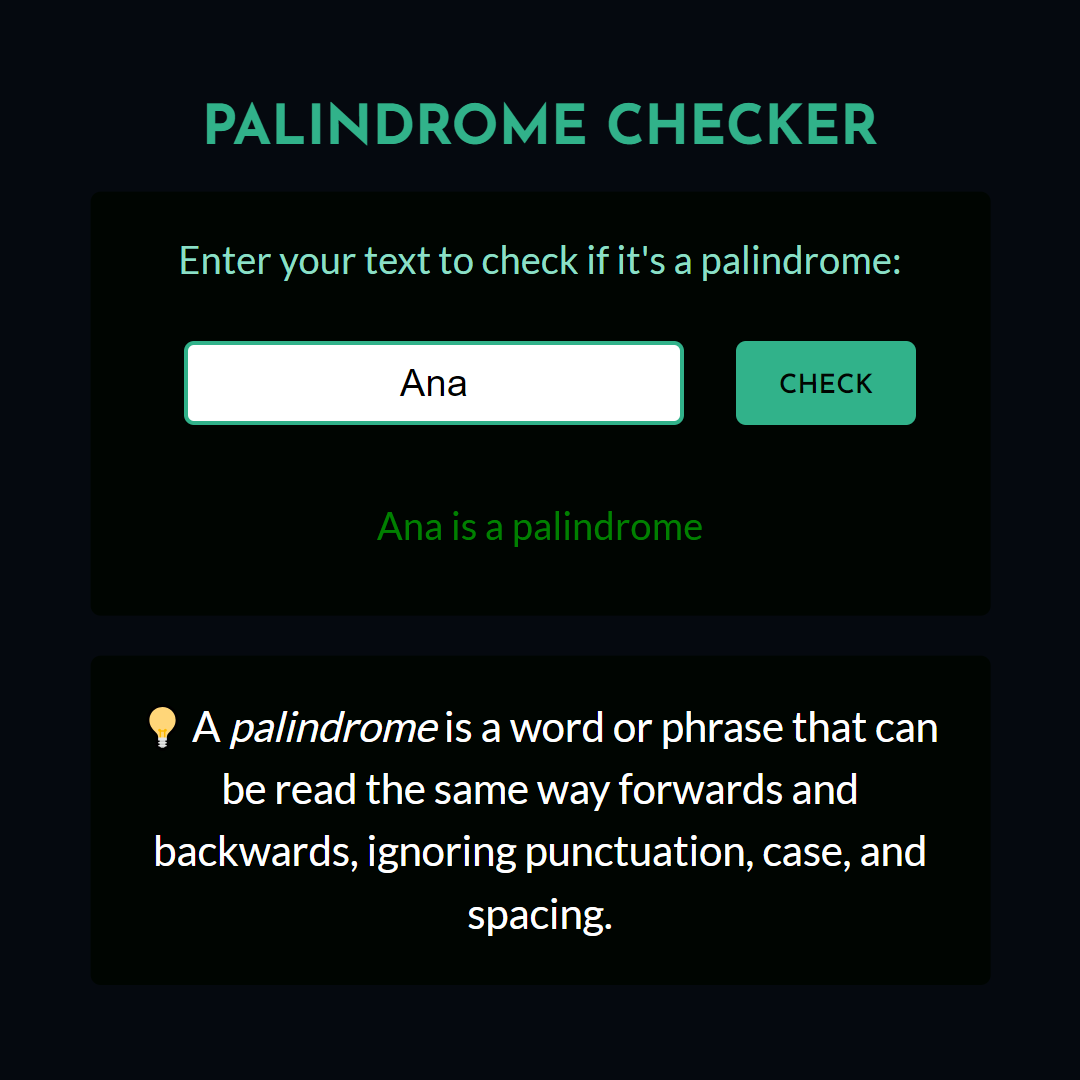 PALINDROME CHECKER
Enter your text to check if it's a palindrome:
Ana
CHECK
Ana is a palindrome
💡 A palindrome is a word or phrase that can
be read the same way forwards and
backwards, ignoring punctuation, case, and
spacing.